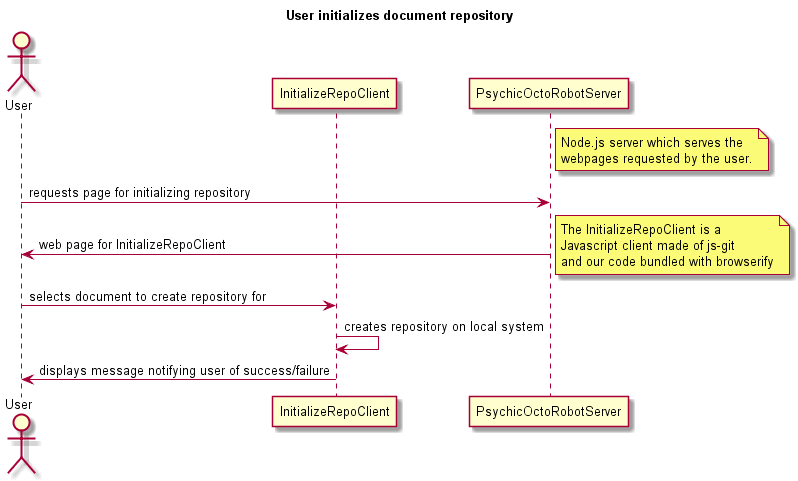 User initializes document repository
User
InitializeRepoClient
PsychicOctoRobotServer
Node.js server which serves the
webpages requested by the user.
requests page for initializing repository
The InitializeRepoClient is a
Javascript client made of js-git
and our code bundled with browserify
web page for InitializeRepoClient
selects document to create repository for
creates repository on local system
displays message notifying user of success/failure
User
InitializeRepoClient
PsychicOctoRobotServer